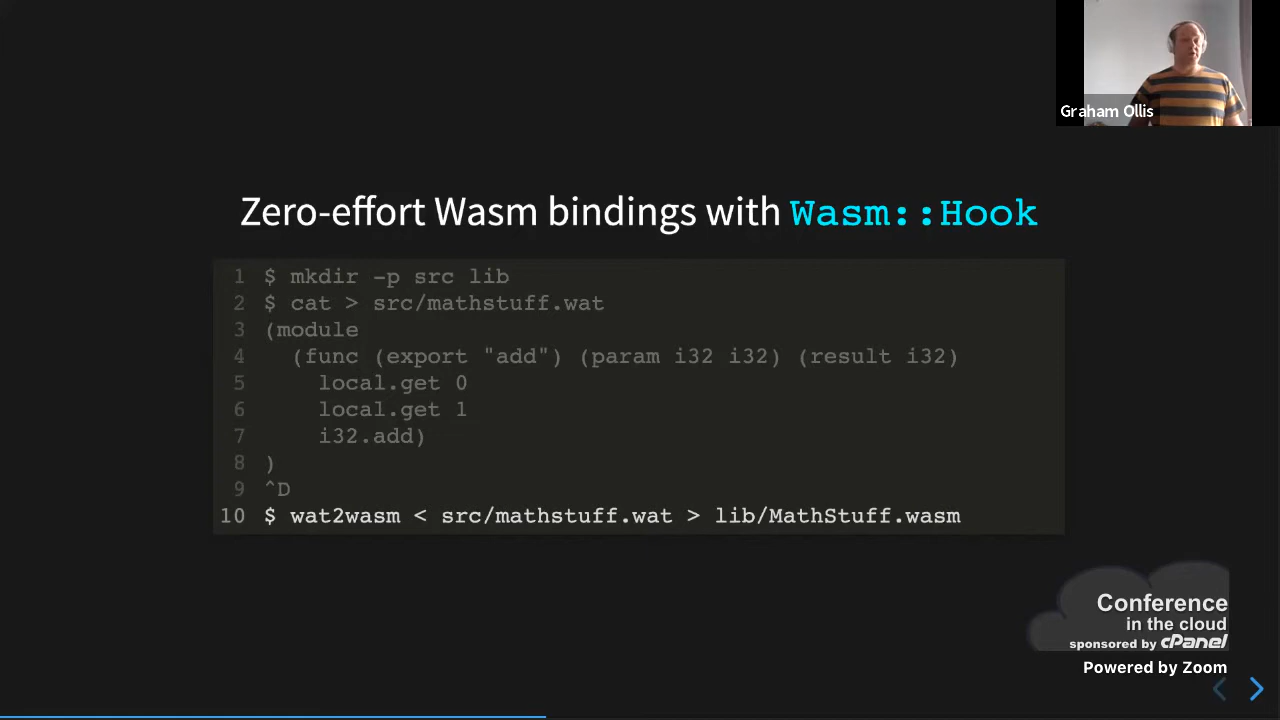 Graham Ollis
Zero-effort Wasm bindings with Wasm::Hook
1 $ mkdir -p src lib
2 $ cat > src/mathstuff.wat
3 (module
4   (func (export "add") (param i32 i32) (result i32)
5     local.get 0
6     local.get 1
7     i32.add)
8 )
9 ^D
10 $ wat2wasm < src/mathstuff.wat > lib/MathStuff.wasm
Conference
in the cloud
sponsored by cPanel
Powered by Zoom